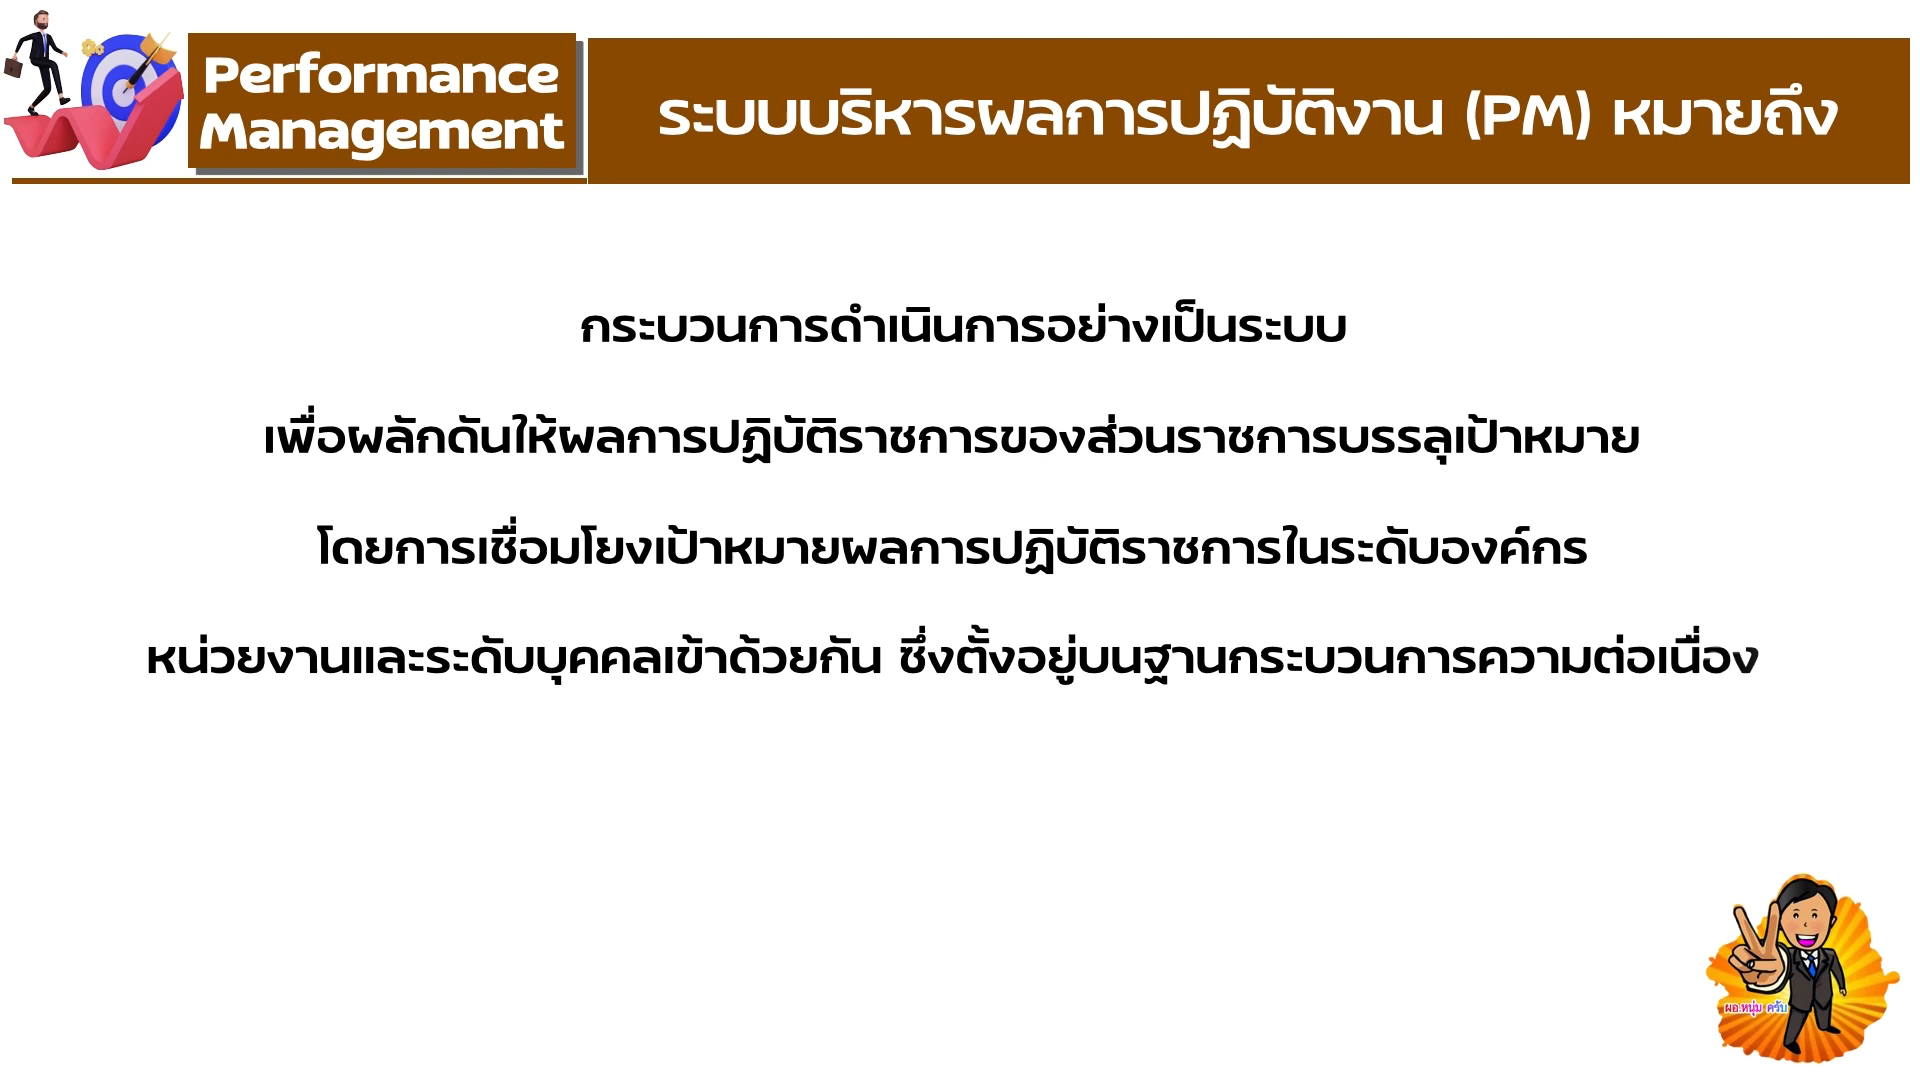 Performance
Management
ระบบบริหารผลการปฏิบัติงาน (PM) หมายถึง
กระบวนการดำเนินการอย่างเป็นระบบ
เพื่อผลักดันให้ผลการปฏิบัติราชการของส่วนราชการบรรลุเป้าหมาย
โดยการเชื่อมโยงเป้าหมายผลการปฏิบัติราชการในระดับองค์กร
หน่วยงานและระดับบุคคลเข้าด้วยกัน ซึ่งตั้งอยู่บนฐานกระบวนการความต่อเนื่อง
ผอ.หนุ่ม ครับ